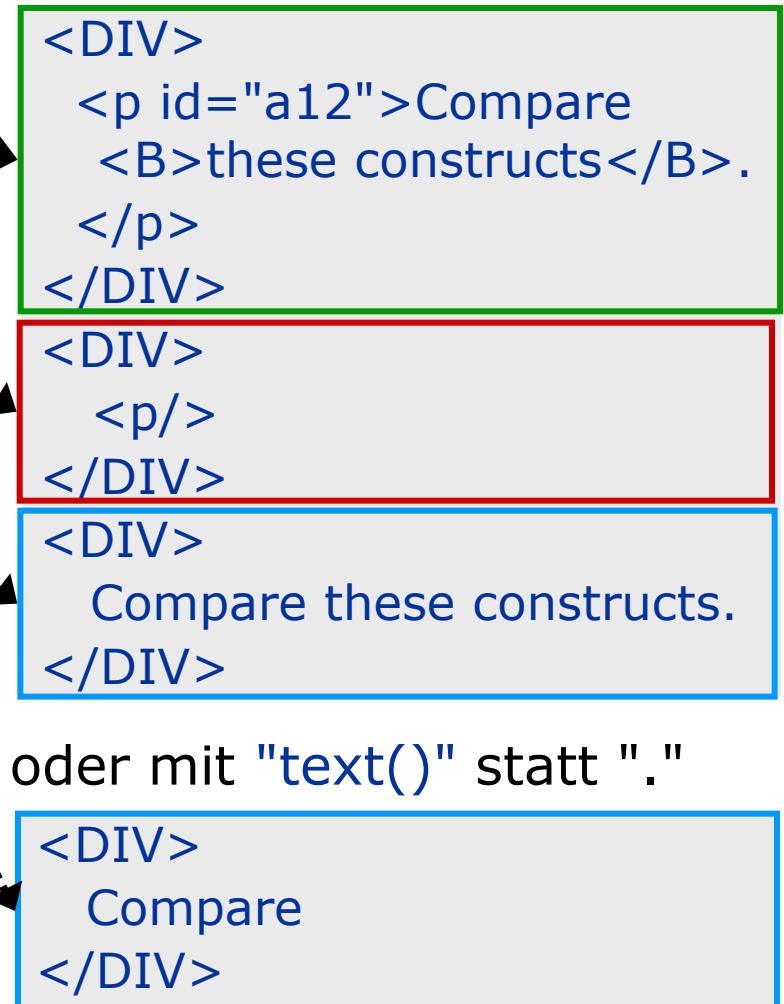 <DIV>
<p id="a12">Compare
<B>these constructs</B>.
</p>
</DIV>
<DIV>
<p/>
</DIV>
<DIV>
Compare these constructs.
</DIV>
oder mit "text()" statt "."
<DIV>
Compare
</DIV>